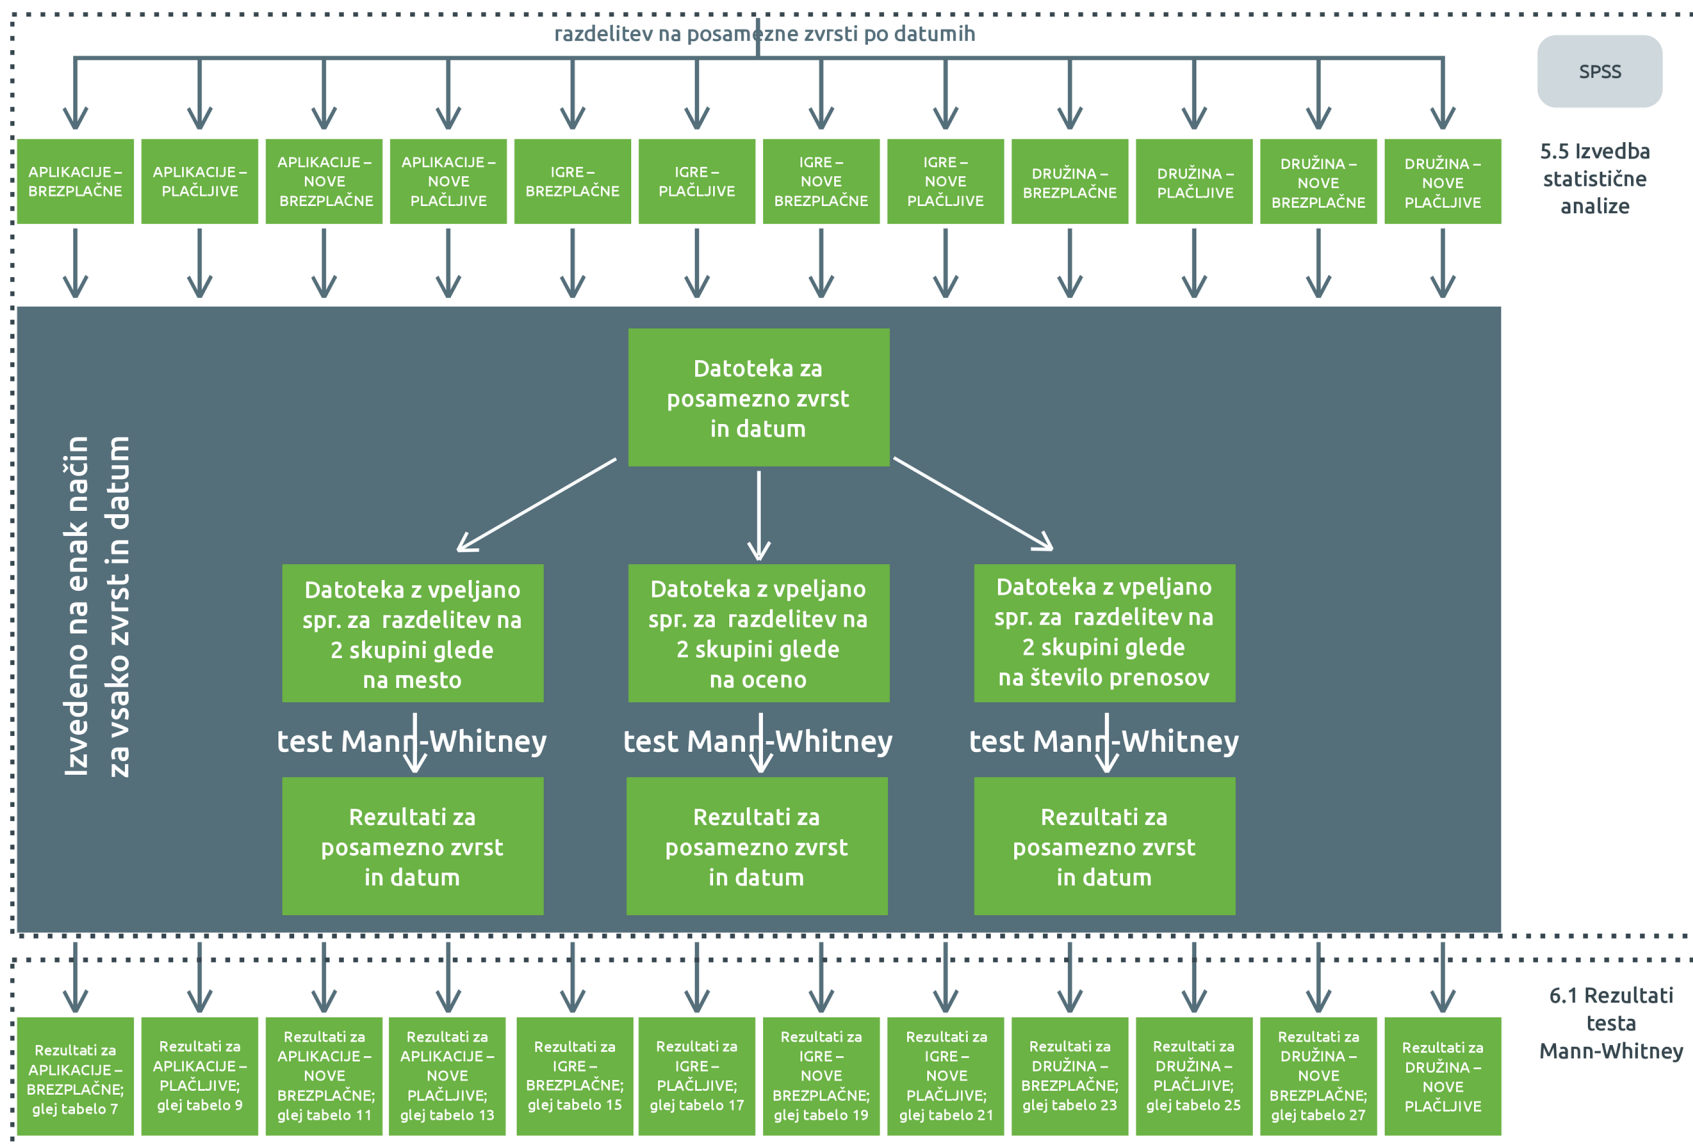 razdelitev na posamezne zvrsti po datumih
SPSS
5.5 Izvedba
statistične
analize
APLIKACIJE –
BREZPLAČNE
APLIKACIJE –
PLAČLJIVE
APLIKACIJE –
NOVE
BREZPLAČNE
APLIKACIJE –
NOVE
PLAČLJIVE
IGRE –
BREZPLAČNE
IGRE –
PLAČLJIVE
IGRE –
NOVE
BREZPLAČNE
IGRE –
NOVE
PLAČLJIVE
DRUŽINA –
BREZPLAČNE
DRUŽINA –
PLAČLJIVE
DRUŽINA –
NOVE
BREZPLAČNE
DRUŽINA –
NOVE
PLAČLJIVE
Izvedeno na enak način
za vsako zvrst in datum
Datoteka za
posamezno zvrst
in datum
Datoteka z vpeljano
spr. za razdelitev na
2 skupini glede
na mesto
Datoteka z vpeljano
spr. za razdelitev na
2 skupini glede
na oceno
Datoteka z vpeljano
spr. za razdelitev na
2 skupini glede
na število prenosov
test Mann-Whitney
test Mann-Whitney
test Mann-Whitney
Rezultati za
posamezno zvrst
in datum
Rezultati za
posamezno zvrst
in datum
Rezultati za
posamezno zvrst
in datum
6.1 Rezultati
testa
Mann-Whitney
Rezultati za
APLIKACIJE –
BREZPLAČNE;
glej tabelo 7
Rezultati za
APLIKACIJE –
PLAČLJIVE;
glej tabelo 9
Rezultati za
APLIKACIJE –
NOVE
BREZPLAČNE;
glej tabelo 11
Rezultati za
APLIKACIJE –
NOVE
PLAČLJIVE;
glej tabelo 13
Rezultati za
IGRE –
BREZPLAČNE;
glej tabelo 15
Rezultati za
IGRE –
PLAČLJIVE;
glej tabelo 17
Rezultati za
IGRE –
NOVE
BREZPLAČNE;
glej tabelo 19
Rezultati za
IGRE –
NOVE
PLAČLJIVE;
glej tabelo 21
Rezultati za
DRUŽINA –
BREZPLAČNE;
glej tabelo 23
Rezultati za
DRUŽINA –
PLAČLJIVE;
glej tabelo 25
Rezultati za
DRUŽINA –
NOVE
BREZPLAČNE;
glej tabelo 27
Rezultati za
DRUŽINA –
NOVE
PLAČLJIVE